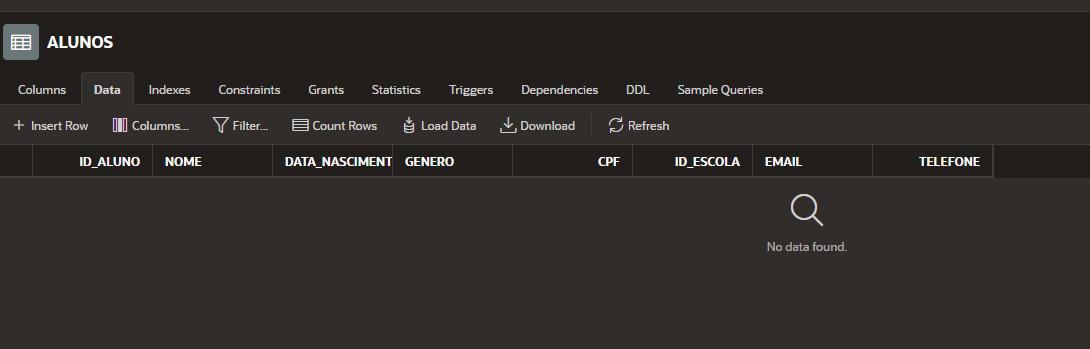 ALUNOS
Columns Data Indexes Constraints Grants Statistics Triggers Dependencies DDL Sample Queries
+ Insert Row Columns... Filter... Count Rows Load Data Download Refresh
ID_ALUNO NOME DATA_NASCIMENT GENERO CPF ID_ESCOLA EMAIL TELEFONE
No data found.